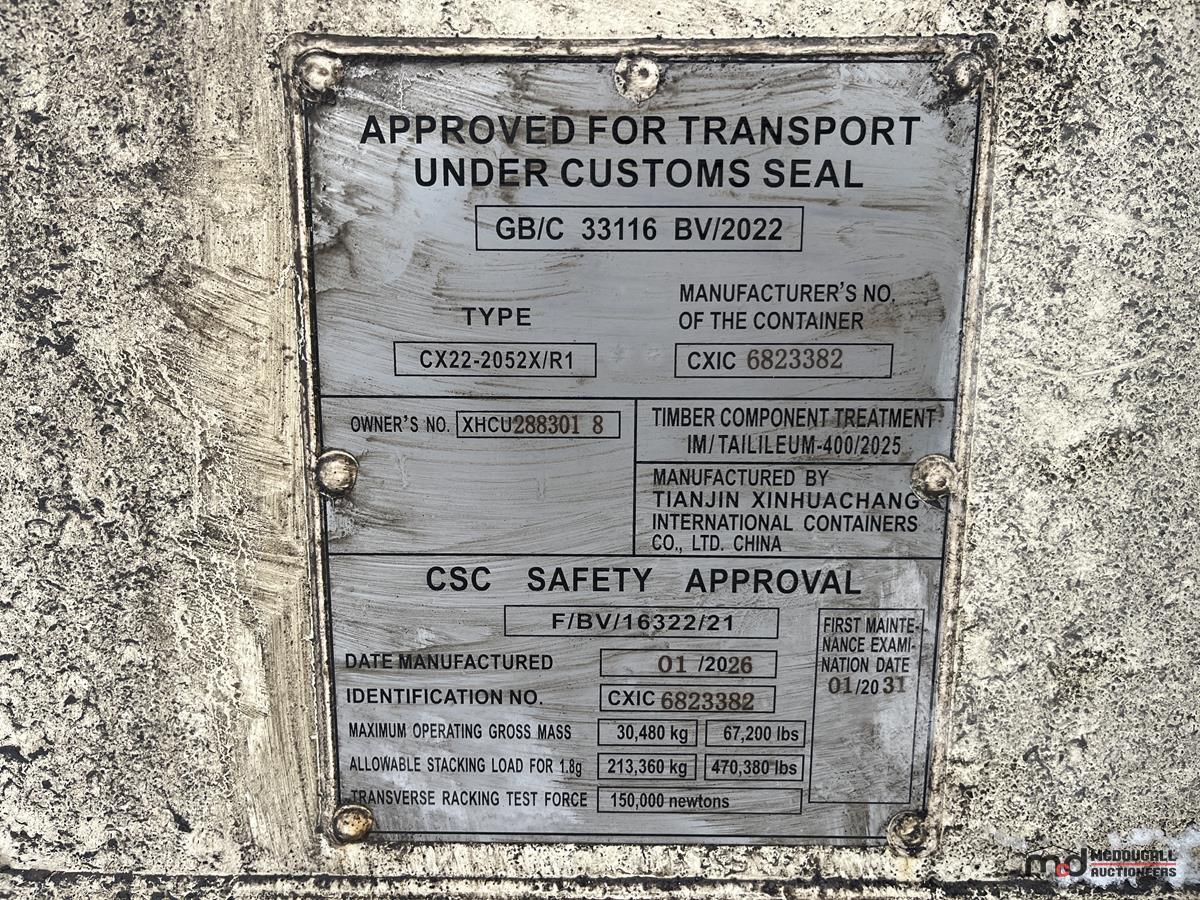 APPROVED FOR TRANSPORT
UNDER CUSTOMS SEAL
GB/C 33116 BV/2022
TYPE
CX22-2052X/R1
MANUFACTURER'S NO.
OF THE CONTAINER
CXIC 6823382
OWNER'S NO. XHCU288301 8
TIMBER COMPONENT TREATMENT
IM/TAILILEUM-400/2025
MANUFACTURED BY
TIANJIN XINHUACHANG
INTERNATIONAL CONTAINERS
CO., LTD. CHINA
CSC SAFETY APPROVAL
F/BV/16322/21
DATE MANUFACTURED 01/2026
IDENTIFICATION NO. CXIC 6823382
MAXIMUM OPERATING GROSS MASS 30,480 kg 67,200 lbs
ALLOWABLE STACKING LOAD FOR 1.8g 213,360 kg 470,380 lbs
TRANSVERSE RACKING TEST FORCE 150,000 newtons
FIRST MAINTE-
NANCE EXAMI-
NATION DATE
01/2031
md MCDOUGALL
AUCTIONEERS